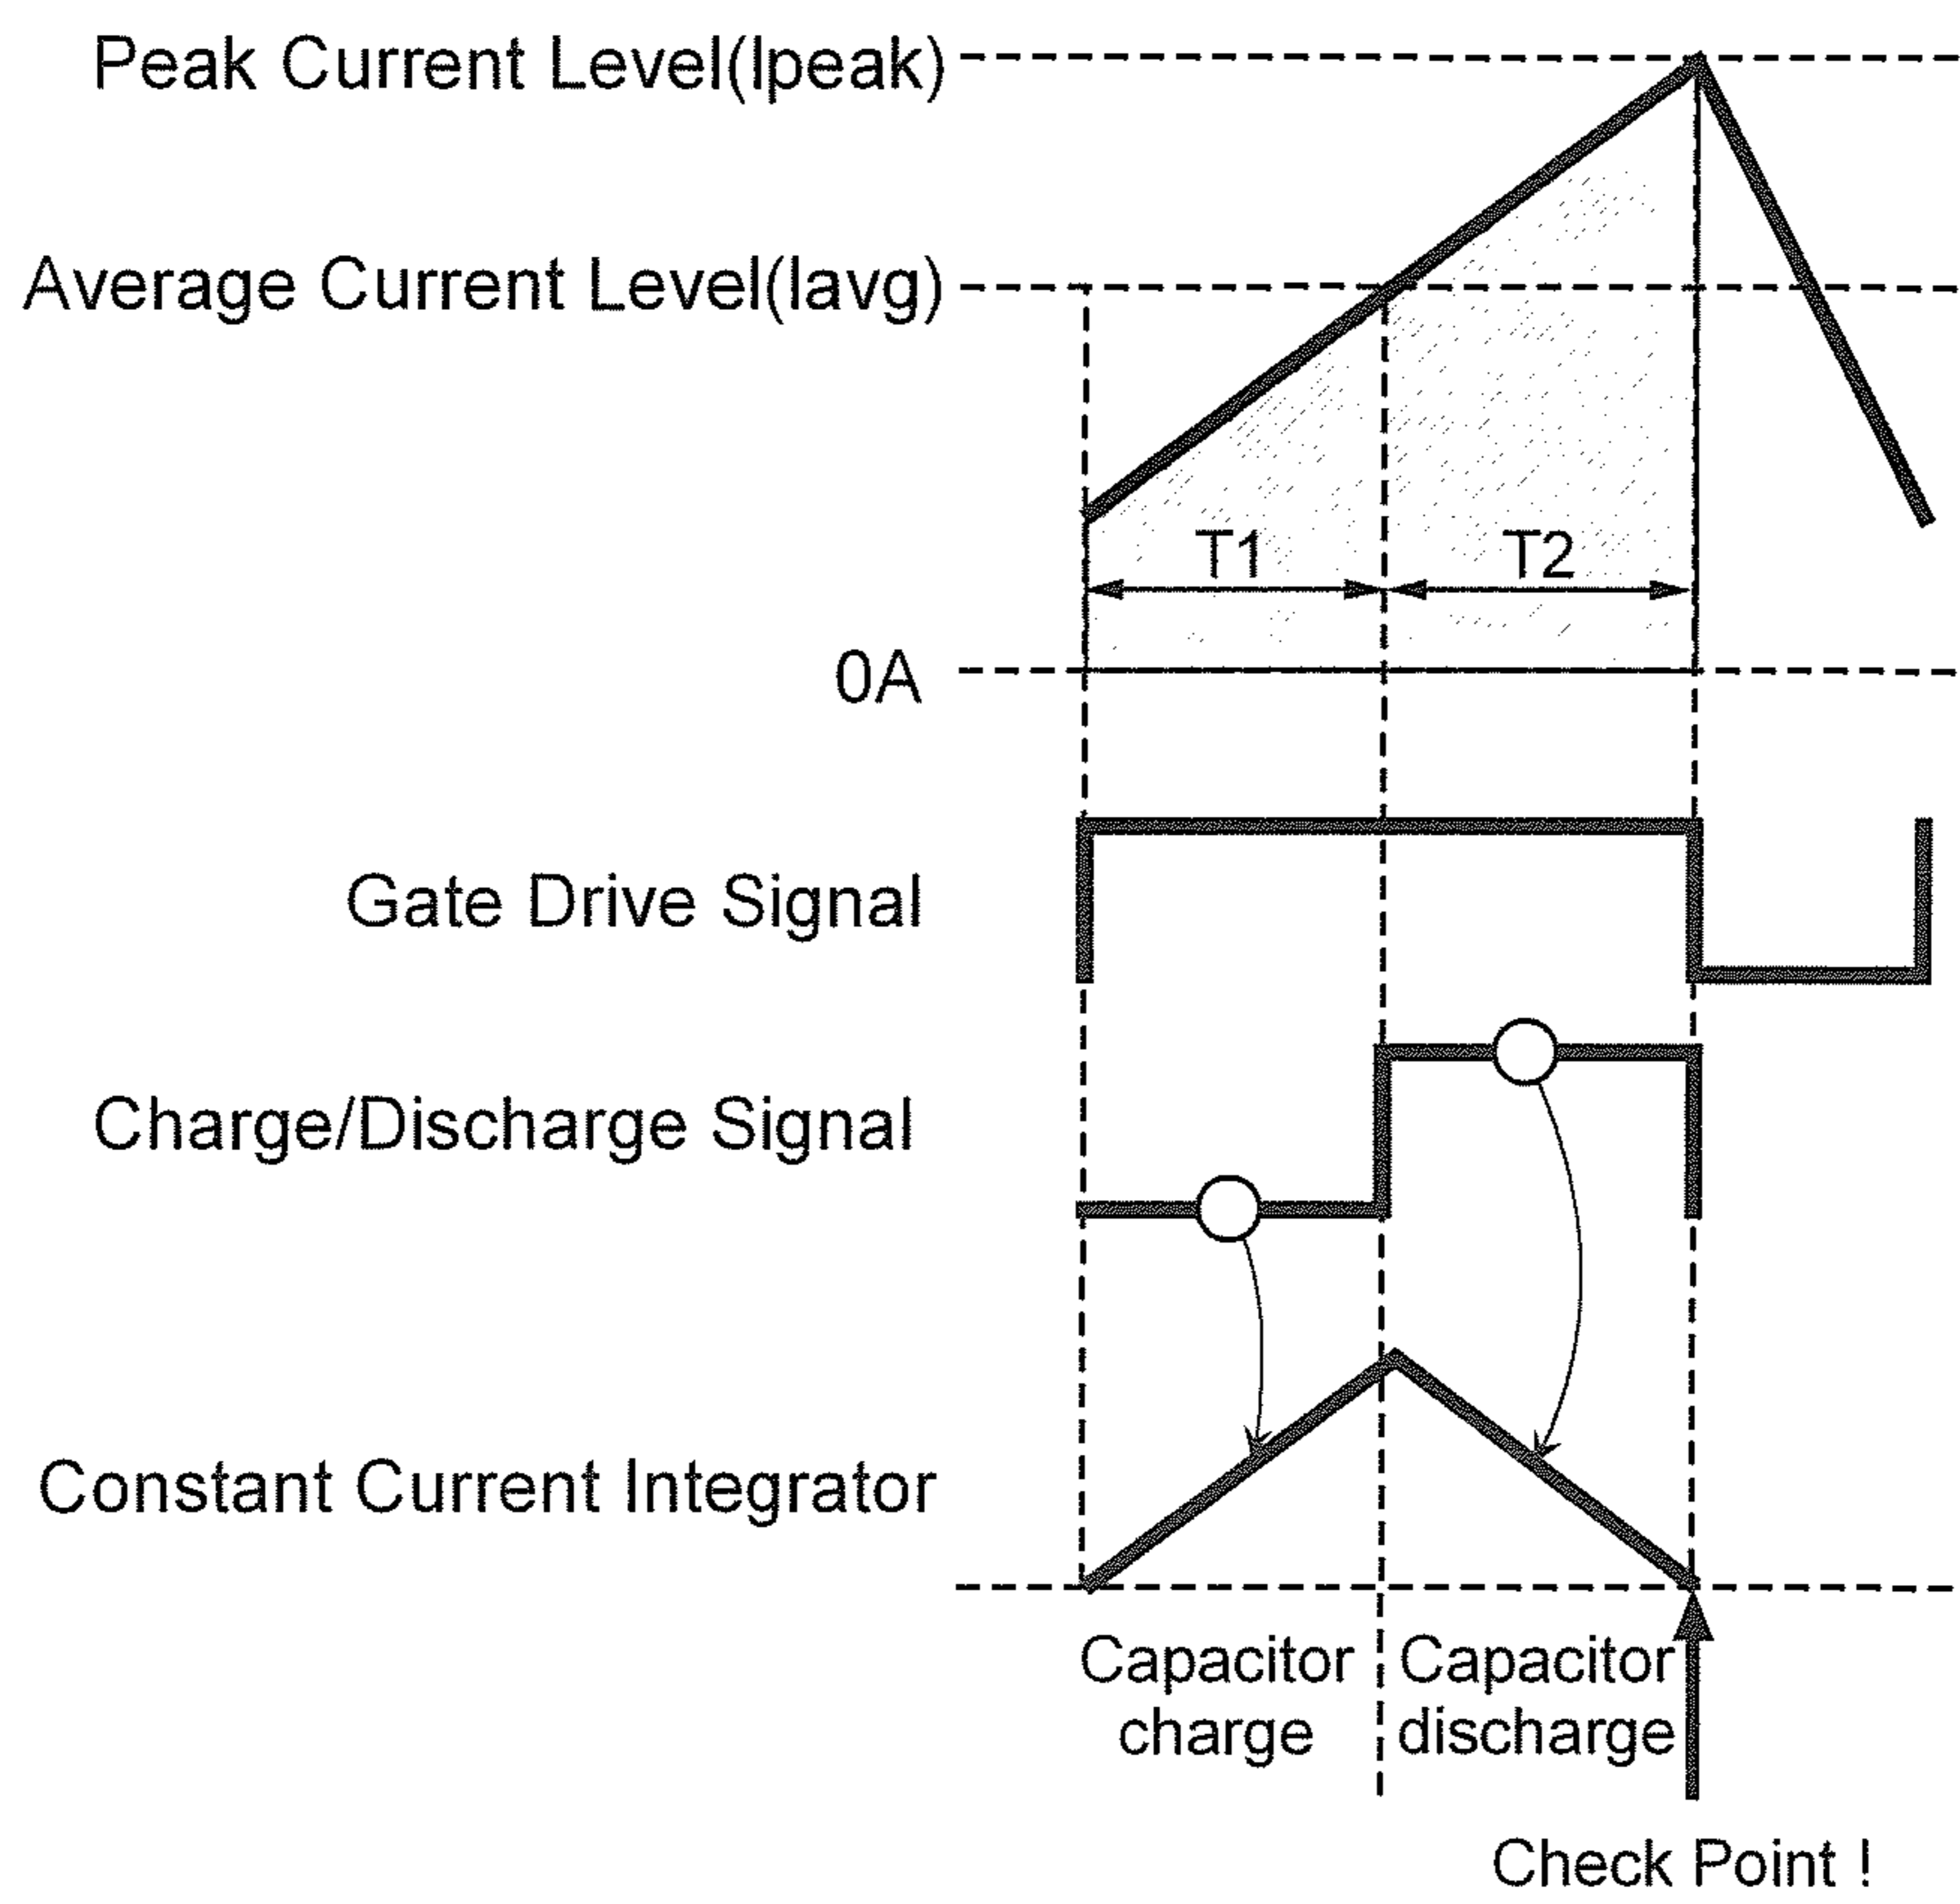 Peak Current Level(Ipeak)
Average Current Level(Iavg)
T1
T2
0A
Gate Drive Signal
Charge/Discharge Signal
Constant Current Integrator
Capacitor
charge
Capacitor
discharge
Check Point !